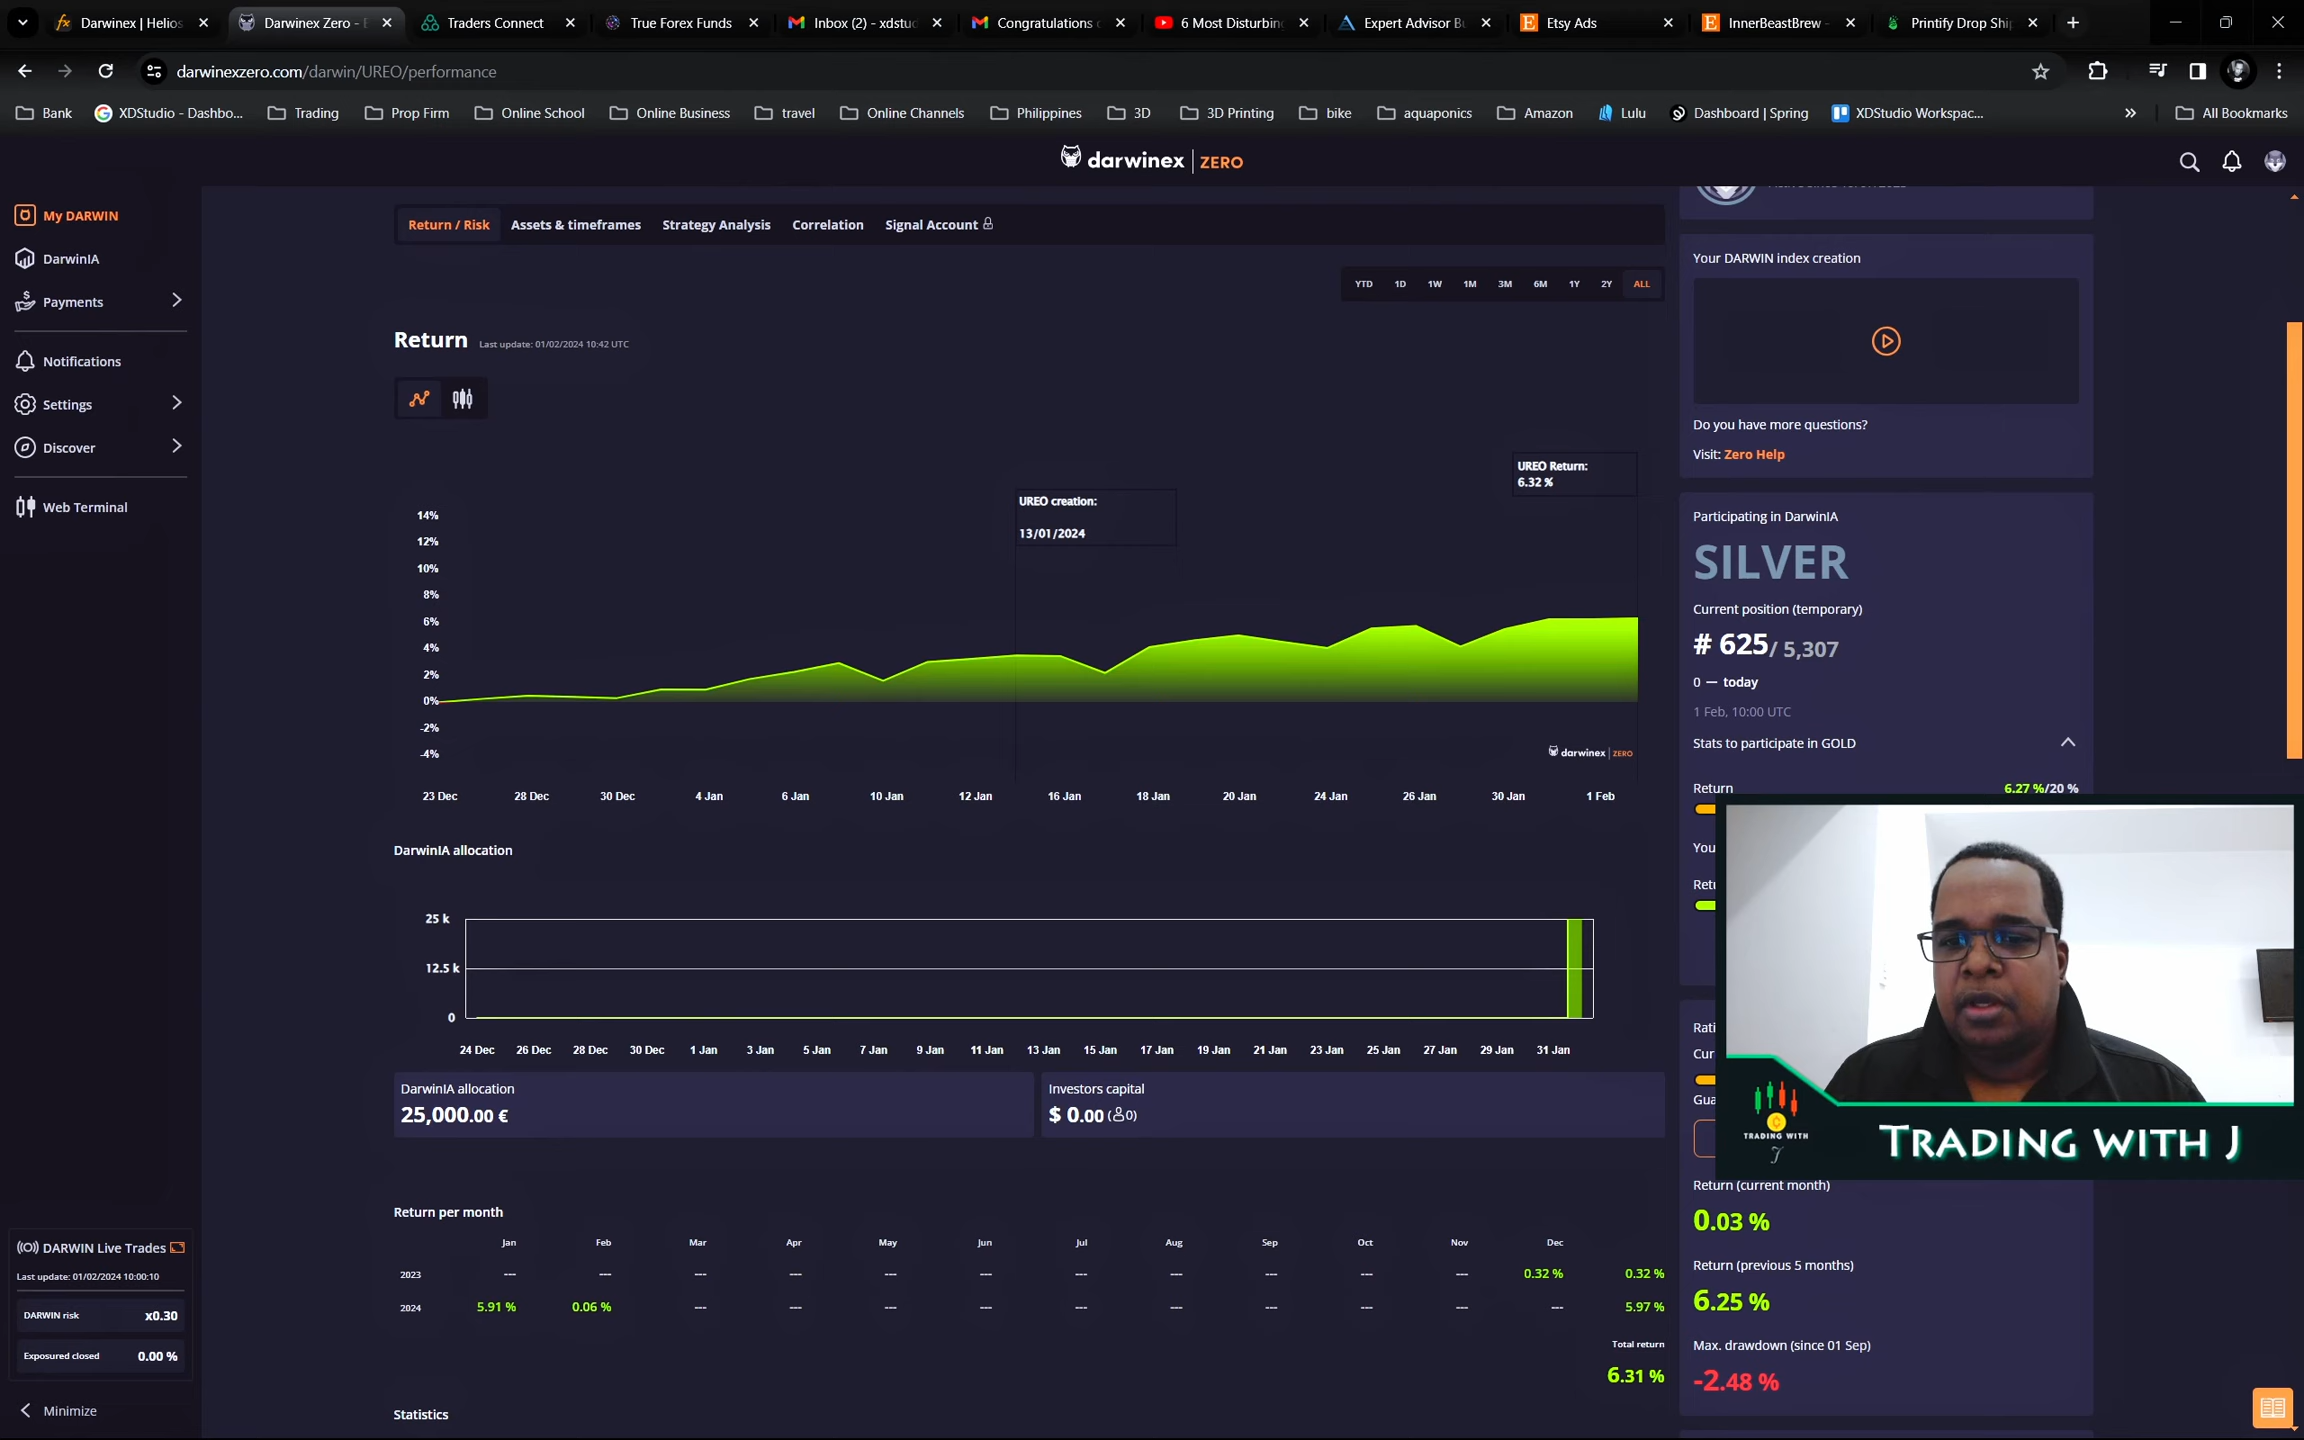 Darwinex | Helios
Darwinex Zero - E
Traders Connect
True Forex Funds
Inbox (2) - xdstud
Congratulations o
6 Most Disturbing
Expert Advisor Bu
Etsy Ads
InnerBeastBrew -
Printify Drop Ship
darwinexzero.com/darwin/UREO/performance
Bank
XDStudio - Dashbo...
Trading
Prop Firm
Online School
Online Business
travel
Online Channels
Philippines
3D
3D Printing
bike
aquaponics
Amazon
Lulu
Dashboard | Spring
XDStudio Workspac...
»
All Bookmarks
darwinex | ZERO
My DARWIN
DarwinIA
Payments
Notifications
Settings
Discover
Web Terminal
Return / Risk
Assets & timeframes
Strategy Analysis
Correlation
Signal Account
YTD 1D 1W 1M 3M 6M 1Y 2Y ALL
Return Last update: 01/02/2024 10:42 UTC
UREO Return:
6.32 %
UREO creation:
13/01/2024
14%
12%
10%
8%
6%
4%
2%
0%
-2%
-4%
darwinex | ZERO
23 Dec 28 Dec 30 Dec 4 Jan 6 Jan 10 Jan 12 Jan 16 Jan 18 Jan 20 Jan 24 Jan 26 Jan 30 Jan 1 Feb
DarwinIA allocation
25 k
12.5 k
0
24 Dec 26 Dec 28 Dec 30 Dec 1 Jan 3 Jan 5 Jan 7 Jan 9 Jan 11 Jan 13 Jan 15 Jan 17 Jan 19 Jan 21 Jan 23 Jan 25 Jan 27 Jan 29 Jan 31 Jan
DarwinIA allocation
25,000.00 €
Investors capital
$ 0.00 (0)
Return per month
Jan Feb Mar Apr May Jun Jul Aug Sep Oct Nov Dec
2023 --- --- --- --- --- --- --- --- --- --- --- 0.32 % 0.32 %
2024 5.91 % 0.06 % --- --- --- --- --- --- --- --- --- --- 5.97 %
Total return
6.31 %
Statistics
Your DARWIN index creation
Do you have more questions?
Visit: Zero Help
Participating in DarwinIA
SILVER
Current position (temporary)
# 625/ 5,307
0 — today
1 Feb, 10:00 UTC
Stats to participate in GOLD
Return 6.27 %/20 %
You
Retu
Rati
Cur
Gua
TRADING WITH
J
TRADING WITH J
Return (current month)
0.03 %
Return (previous 5 months)
6.25 %
Max. drawdown (since 01 Sep)
-2.48 %
DARWIN Live Trades
Last update: 01/02/2024 10:00:10
DARWIN risk x0.30
Exposured closed 0.00 %
Minimize